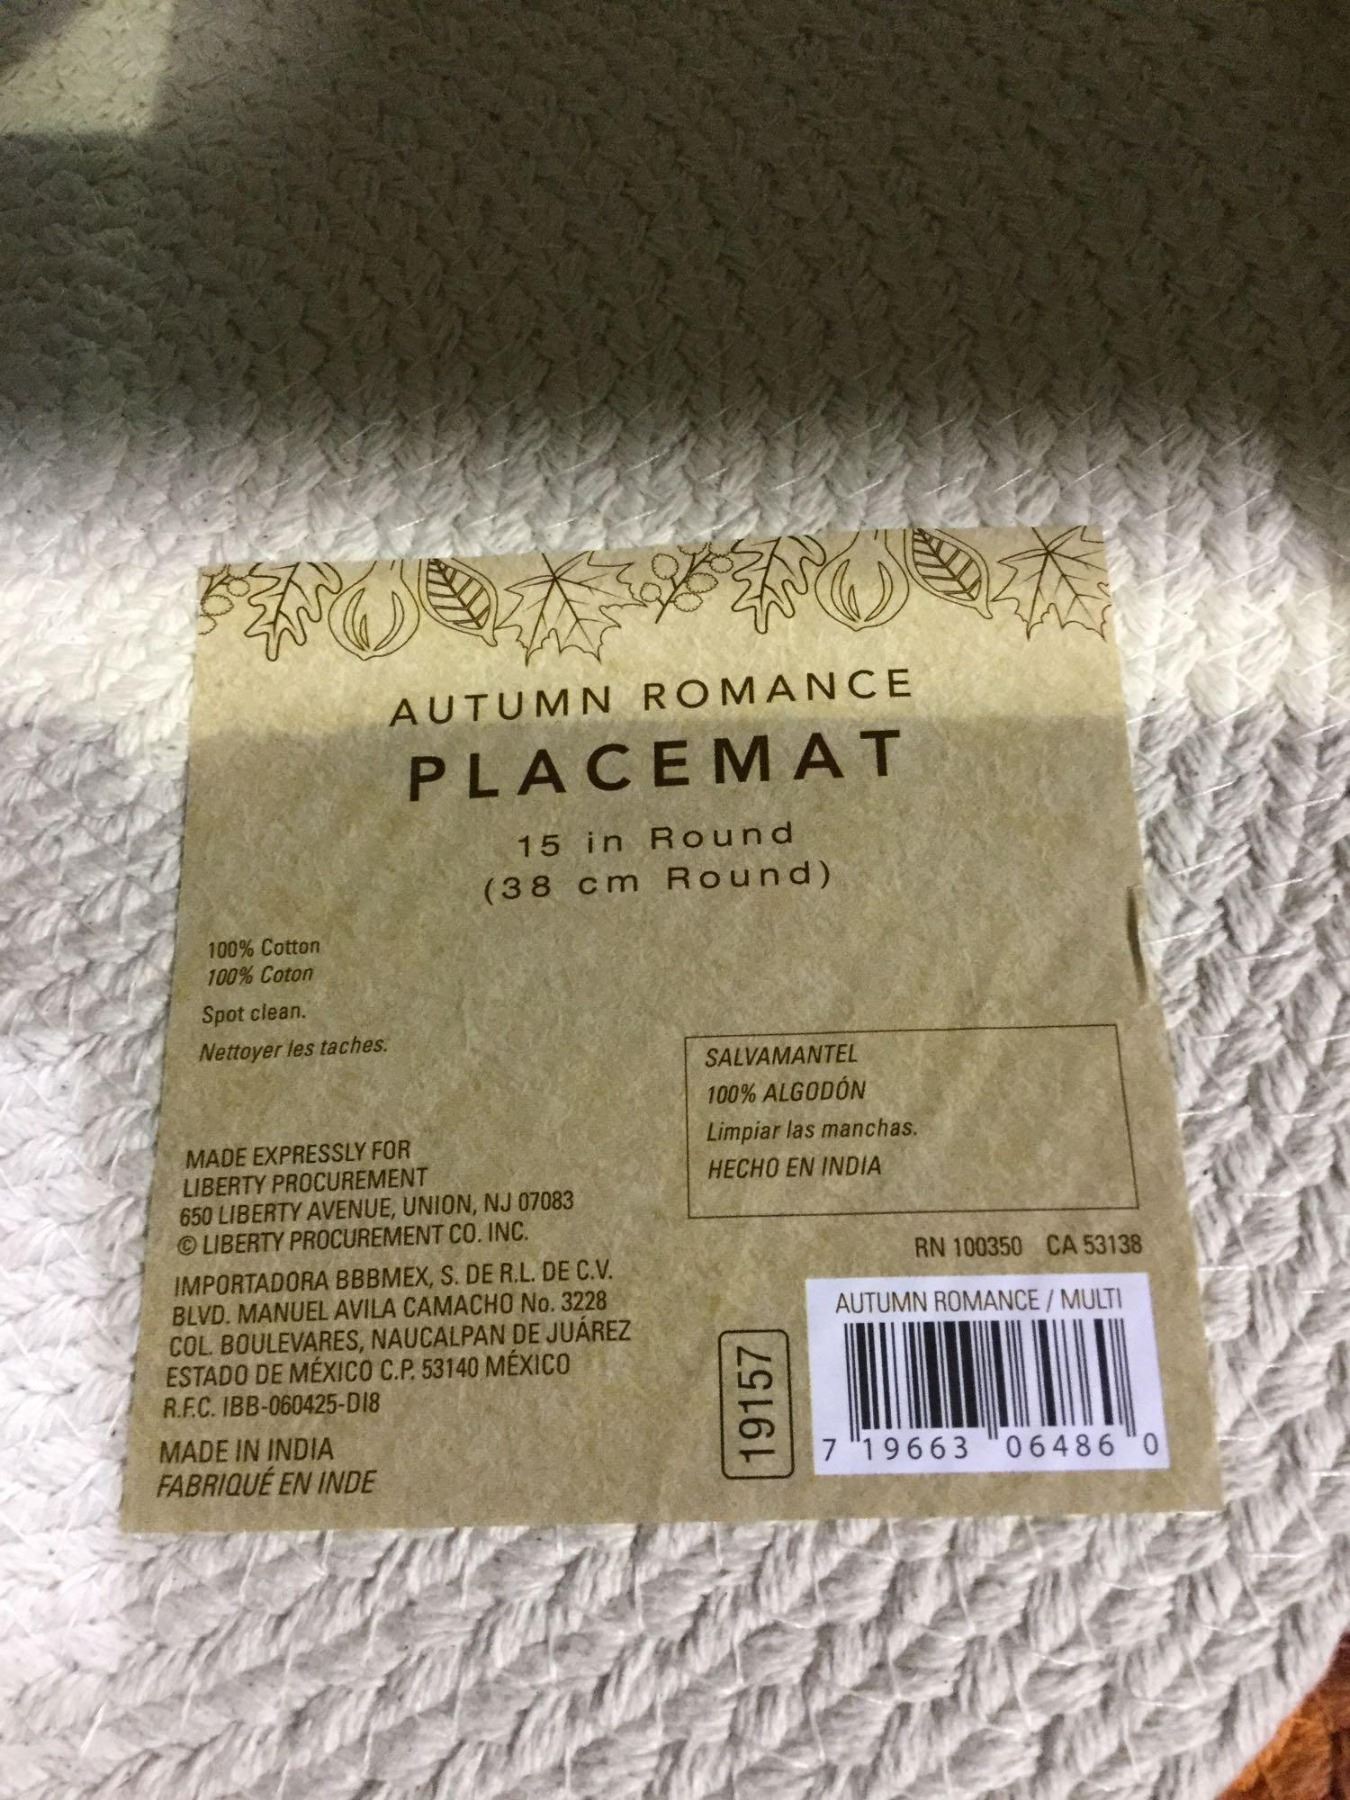 AUTUMN ROMANCE
PLACEMAT
15 in Round
(38 cm Round)
100% Cotton
100% Coton
Spot clean.
Nettoyer les taches.
SALVAMANTEL
100% ALGODÓN
Limpiar las manchas.
HECHO EN INDIA
MADE EXPRESSLY FOR
LIBERTY PROCUREMENT
650 LIBERTY AVENUE, UNION, NJ 07083
© LIBERTY PROCUREMENT CO. INC.
IMPORTADORA BBBMEX, S. DE R.L. DE C.V.
BLVD. MANUEL AVILA CAMACHO No. 3228
COL. BOULEVARES, NAUCALPAN DE JUÁREZ
ESTADO DE MÉXICO C.P. 53140 MÉXICO
R.F.C. IBB-060425-DI8
MADE IN INDIA
FABRIQUÉ EN INDE
RN 100350 CA 53138
AUTUMN ROMANCE / MULTI
19157
7 19663 06486 0